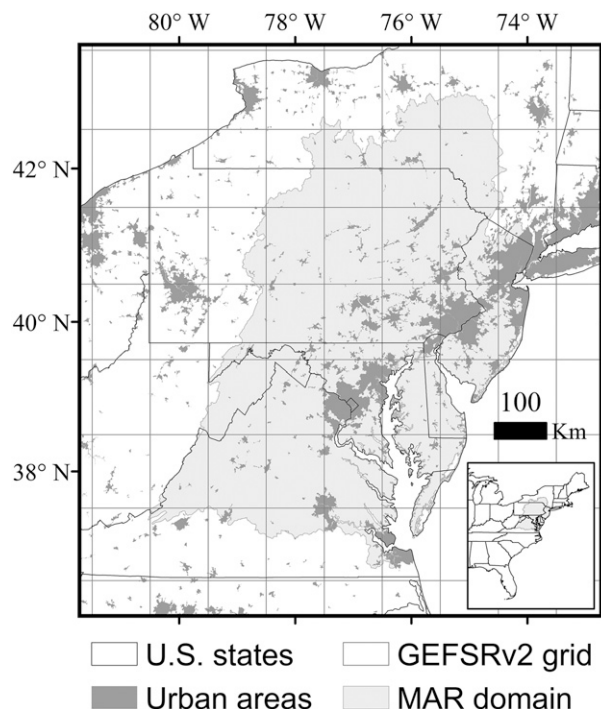 80° W 78° W 76° W 74° W
42° N
40° N
38° N
100
Km
U.S. states GEFSRv2 grid
Urban areas MAR domain